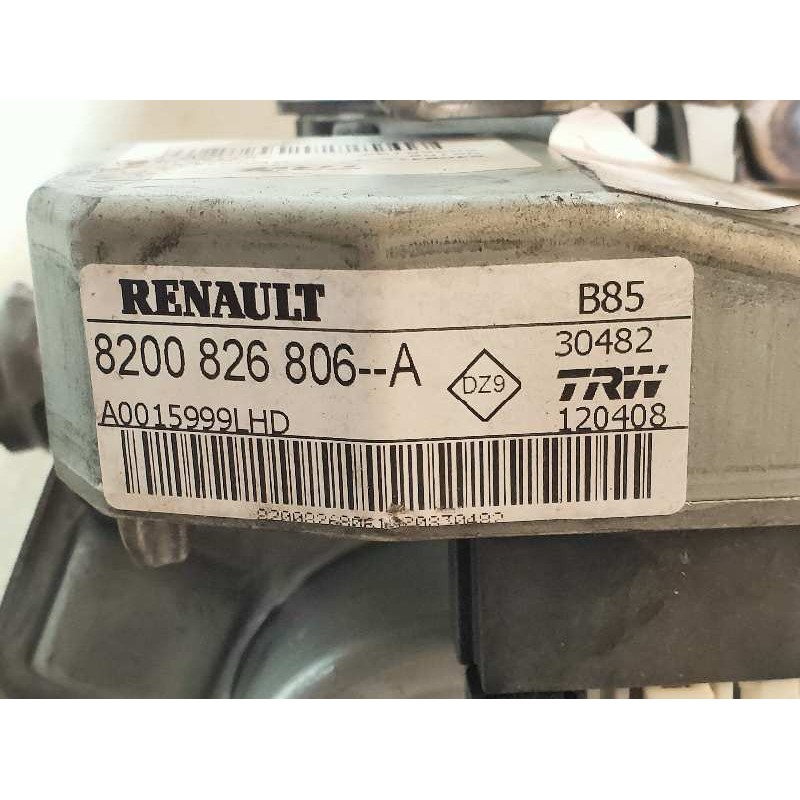 RENAULT B85
8200 826 806--A 30482
DZ9 TRW
A0015999LHD 120408